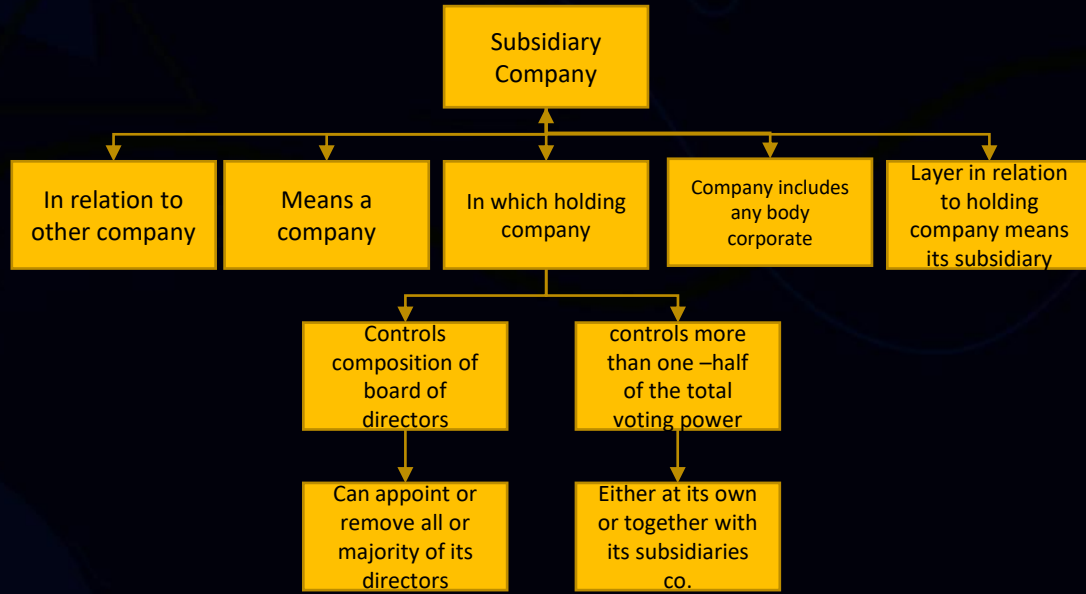 Subsidiary
Company
In relation to
other company
Means a
company
In which holding
company
Company includes
any body
corporate
Layer in relation
to holding
company means
its subsidiary
Controls
composition of
board of
directors
controls more
than one –half
of the total
voting power
Can appoint or
remove all or
majority of its
directors
Either at its own
or together with
its subsidiaries
co.